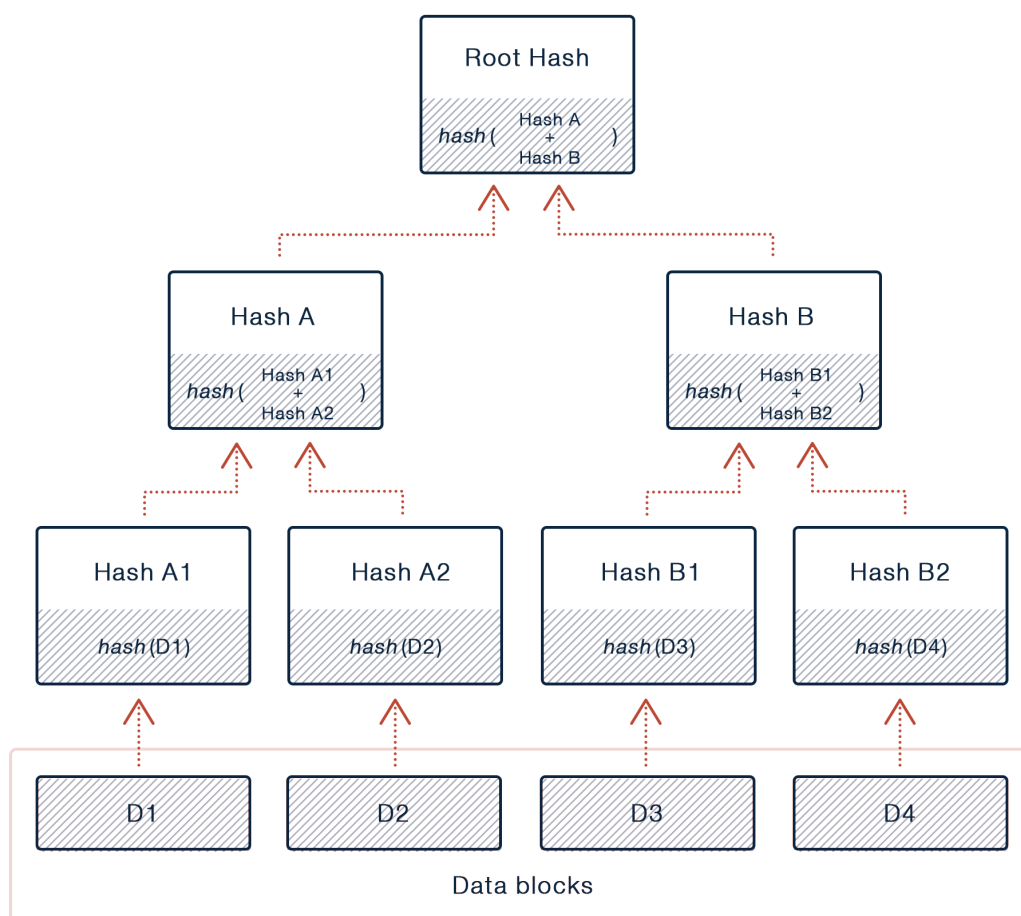 Root Hash
Hash A
hash( + )
Hash B
Hash A
Hash B
Hash A1
hash( + )
Hash A2
Hash B1
hash( + )
Hash B2
Hash A1
Hash A2
Hash B1
Hash B2
hash(D1)
hash(D2)
hash(D3)
hash(D4)
D1
D2
D3
D4
Data blocks